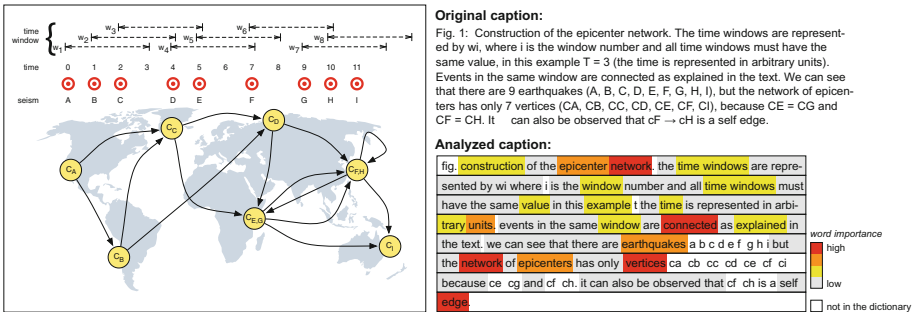 time
window
w1
w2
w3
w4
w5
w6
w7
w8
time 0 1 2 3 4 5 6 7 8 9 10 11
seism A B C D E F G H I
CA
CB
CC
CD
CE,G
CF,H
CI
Original caption:
Fig. 1: Construction of the epicenter network. The time windows are represent-
ed by wi, where i is the window number and all time windows must have the
same value, in this example T = 3 (the time is represented in arbitrary units).
Events in the same window are connected as explained in the text. We can see
that there are 9 earthquakes (A, B, C, D, E, F, G, H, I), but the network of epicen-
ters has only 7 vertices (CA, CB, CC, CD, CE, CF, CI), because CE = CG and
CF = CH. It can also be observed that cF → cH is a self edge.
Analyzed caption:
fig. construction of the epicenter network. the time windows are repre-
sented by wi where i is the window number and all time windows must
have the same value in this example t the time is represented in arbi-
trary units. events in the same window are connected as explained in
the text. we can see that there are earthquakes a b c d e f g h i but
the network of epicenters has only vertices ca cb cc cd ce cf ci
because ce cg and cf ch. it can also be observed that cf ch is a self
edge.
word importance
high
low
not in the dictionary